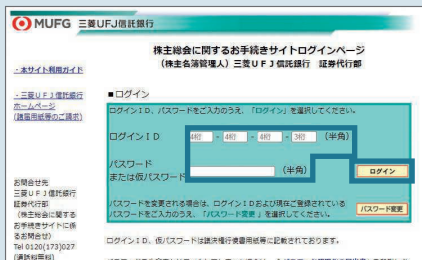 MUFG 三菱UFJ信託銀行
株主総会に関するお手続きサイトログインページ
(株主名簿管理人) 三菱UFJ信託銀行 証券代行部
・本サイト利用ガイド
・三菱UFJ信託銀行
ホームページ
(諸届用紙等のご請求)
お問合せ先
三菱UFJ信託銀行
証券代行部
(株主総会に関する
お手続きサイトに係
るお問合せ)
Tel 0120(173)027
(通話料無料)
■ログイン
ログインID、パスワードをご入力のうえ、「ログイン」を選択してください。
ログインID 4桁 - 4桁 - 4桁 - 3桁 (半角)
パスワード
または仮パスワード (半角) ログイン
パスワードを変更される場合は、ログインIDおよび現在ご登録されている
パスワードをご入力のうえ、「パスワード変更」を選択してください。 パスワード変更
ログインID、仮パスワードは議決権行使書用紙等に記載されております。